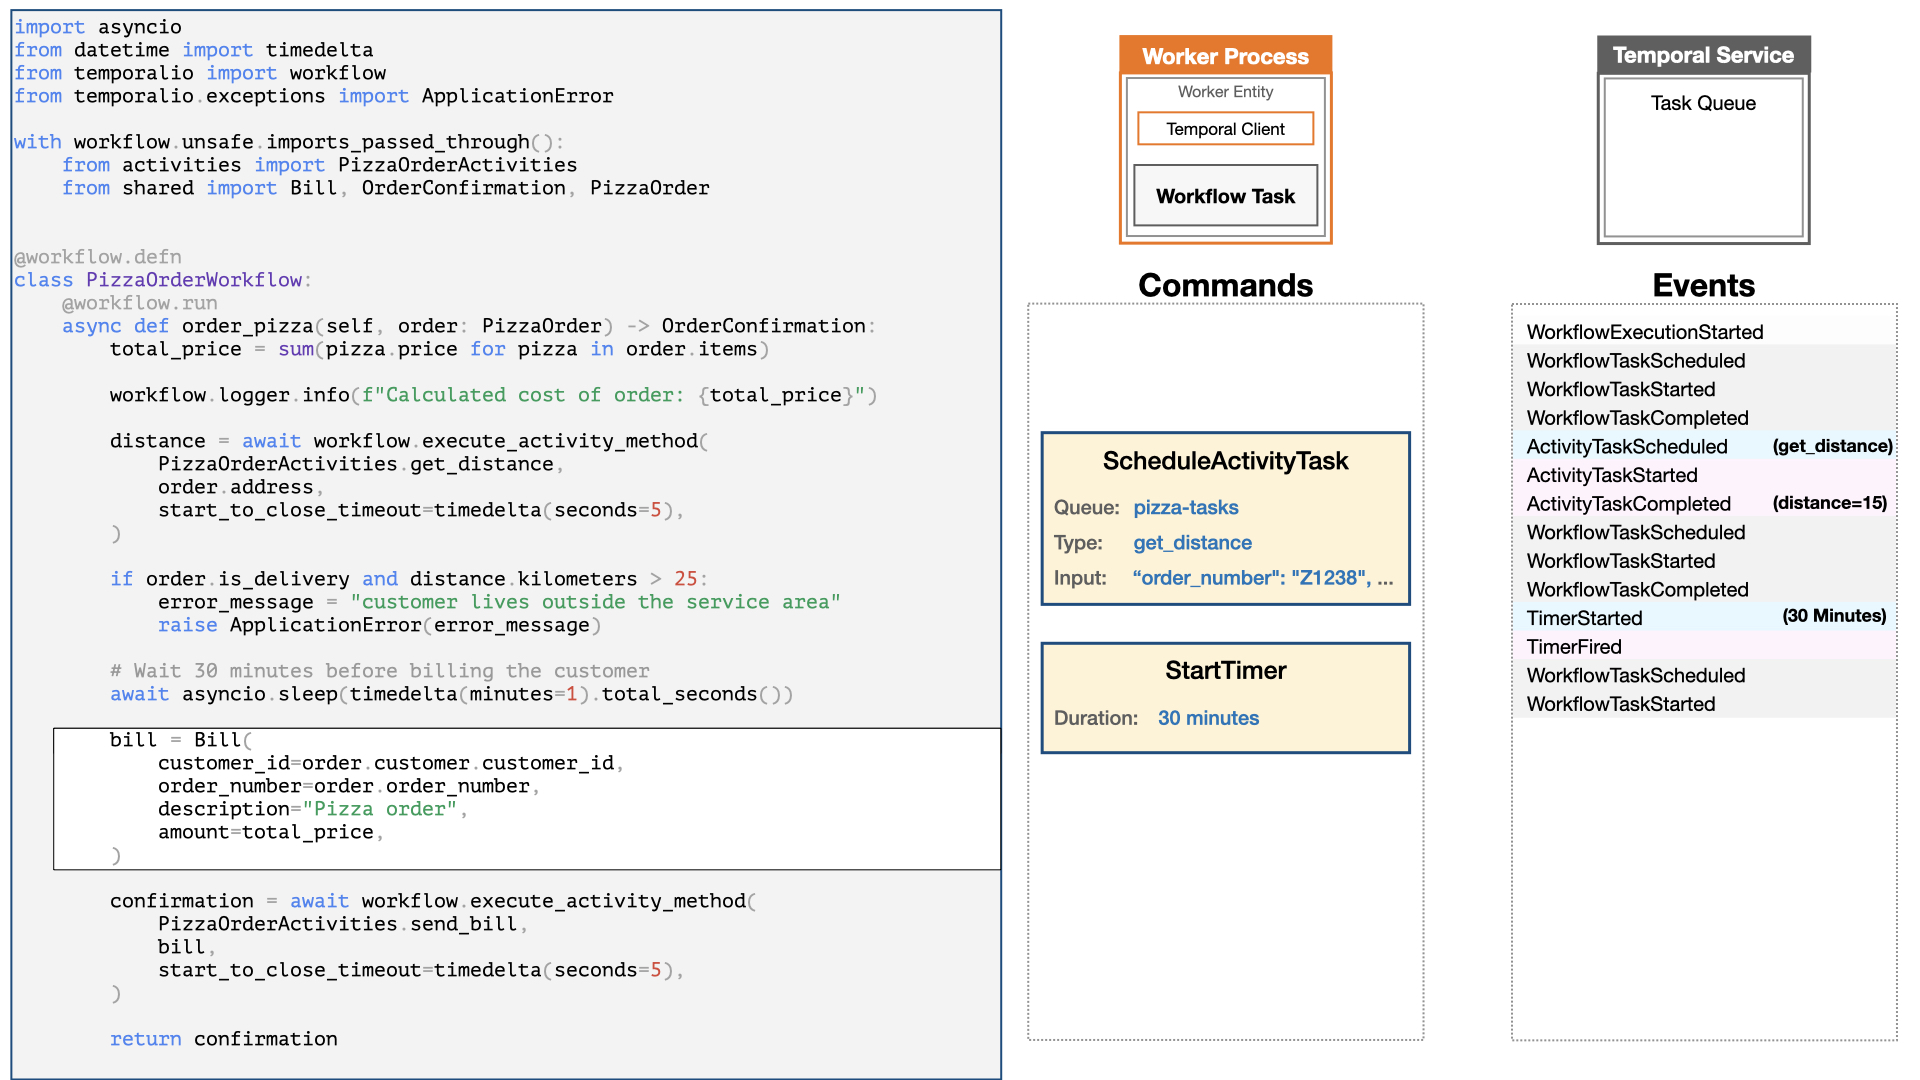 import asyncio
from datetime import timedelta
from temporalio import workflow
from temporalio.exceptions import ApplicationError

with workflow.unsafe.imports_passed_through():
    from activities import PizzaOrderActivities
    from shared import Bill, OrderConfirmation, PizzaOrder

@workflow.defn
class PizzaOrderWorkflow:
    @workflow.run
    async def order_pizza(self, order: PizzaOrder) -> OrderConfirmation:
        total_price = sum(pizza.price for pizza in order.items)

        workflow.logger.info(f"Calculated cost of order: {total_price}")

        distance = await workflow.execute_activity_method(
            PizzaOrderActivities.get_distance,
            order.address,
            start_to_close_timeout=timedelta(seconds=5),
        )

        if order.is_delivery and distance.kilometers > 25:
            error_message = "customer lives outside the service area"
            raise ApplicationError(error_message)

        # Wait 30 minutes before billing the customer
        await asyncio.sleep(timedelta(minutes=1).total_seconds())

        bill = Bill(
            customer_id=order.customer.customer_id,
            order_number=order.order_number,
            description="Pizza order",
            amount=total_price,
        )

        confirmation = await workflow.execute_activity_method(
            PizzaOrderActivities.send_bill,
            bill,
            start_to_close_timeout=timedelta(seconds=5),
        )

        return confirmation
Worker Process
Worker Entity
Temporal Client
Workflow Task
Commands
ScheduleActivityTask
Queue: pizza-tasks
Type: get_distance
Input: “order_number": "Z1238", ...
StartTimer
Duration: 30 minutes
Temporal Service
Task Queue
Events
WorkflowExecutionStarted
WorkflowTaskScheduled
WorkflowTaskStarted
WorkflowTaskCompleted
ActivityTaskScheduled (get_distance)
ActivityTaskStarted
ActivityTaskCompleted (distance=15)
WorkflowTaskScheduled
WorkflowTaskStarted
WorkflowTaskCompleted
TimerStarted (30 Minutes)
TimerFired
WorkflowTaskScheduled
WorkflowTaskStarted